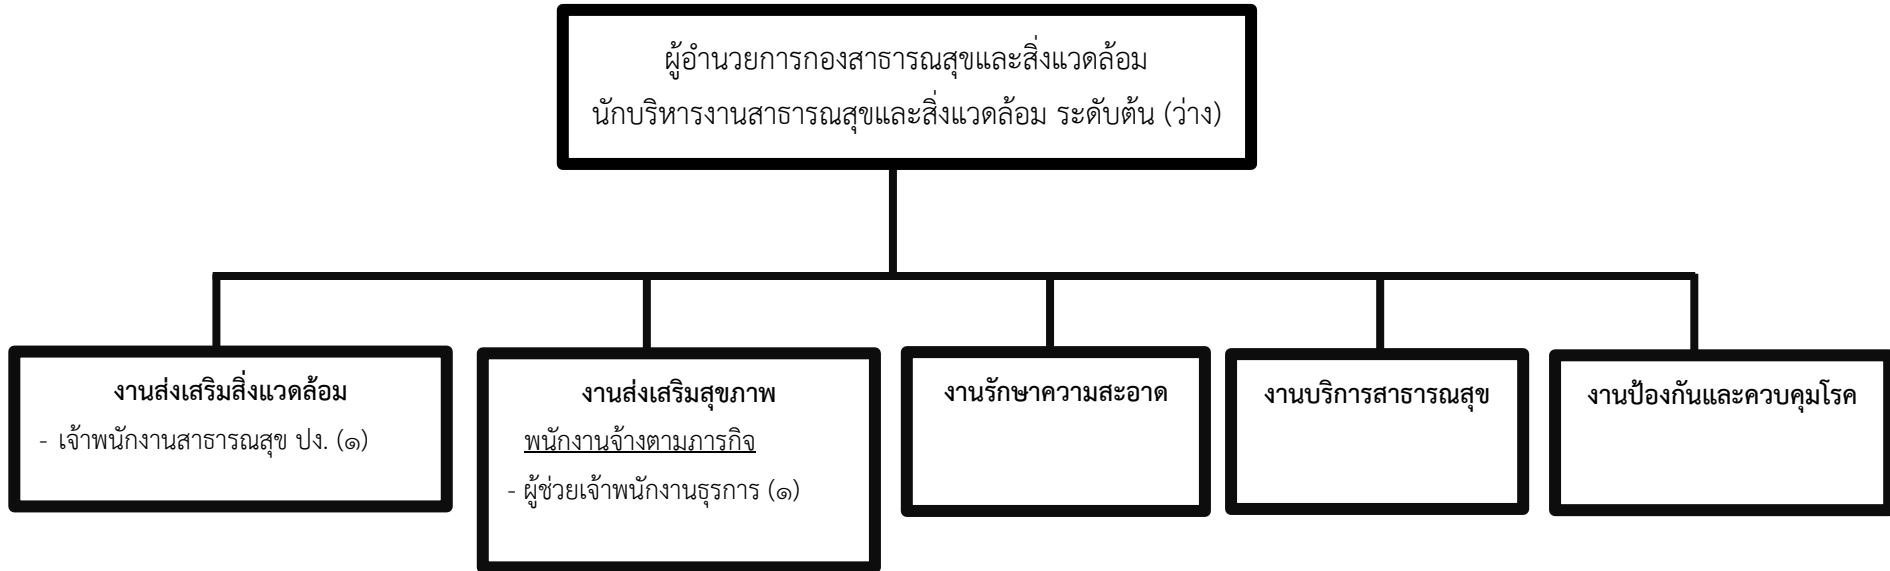 ผู้อำนวยการกองสาธารณสุขและสิ่งแวดล้อม
นักบริหารงานสาธารณสุขและสิ่งแวดล้อม ระดับต้น (ว่าง)
งานส่งเสริมสิ่งแวดล้อม
- เจ้าพนักงานสาธารณสุข ปง. (๑)
งานส่งเสริมสุขภาพ
พนักงานจ้างตามภารกิจ
- ผู้ช่วยเจ้าพนักงานธุรการ (๑)
งานรักษาความสะอาด
งานบริการสาธารณสุข
งานป้องกันและควบคุมโรค